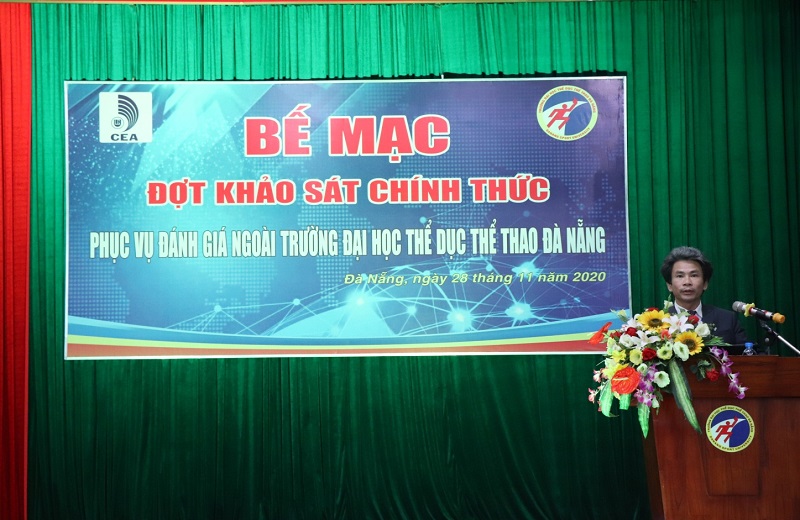 CEA
BẾ MẠC
ĐỢT KHẢO SÁT CHÍNH THỨC
PHỤC VỤ ĐÁNH GIÁ NGOÀI TRƯỜNG ĐẠI HỌC THỂ DỤC THỂ THAO ĐÀ NẴNG
Đà Nẵng, ngày 28 tháng 11 năm 2020